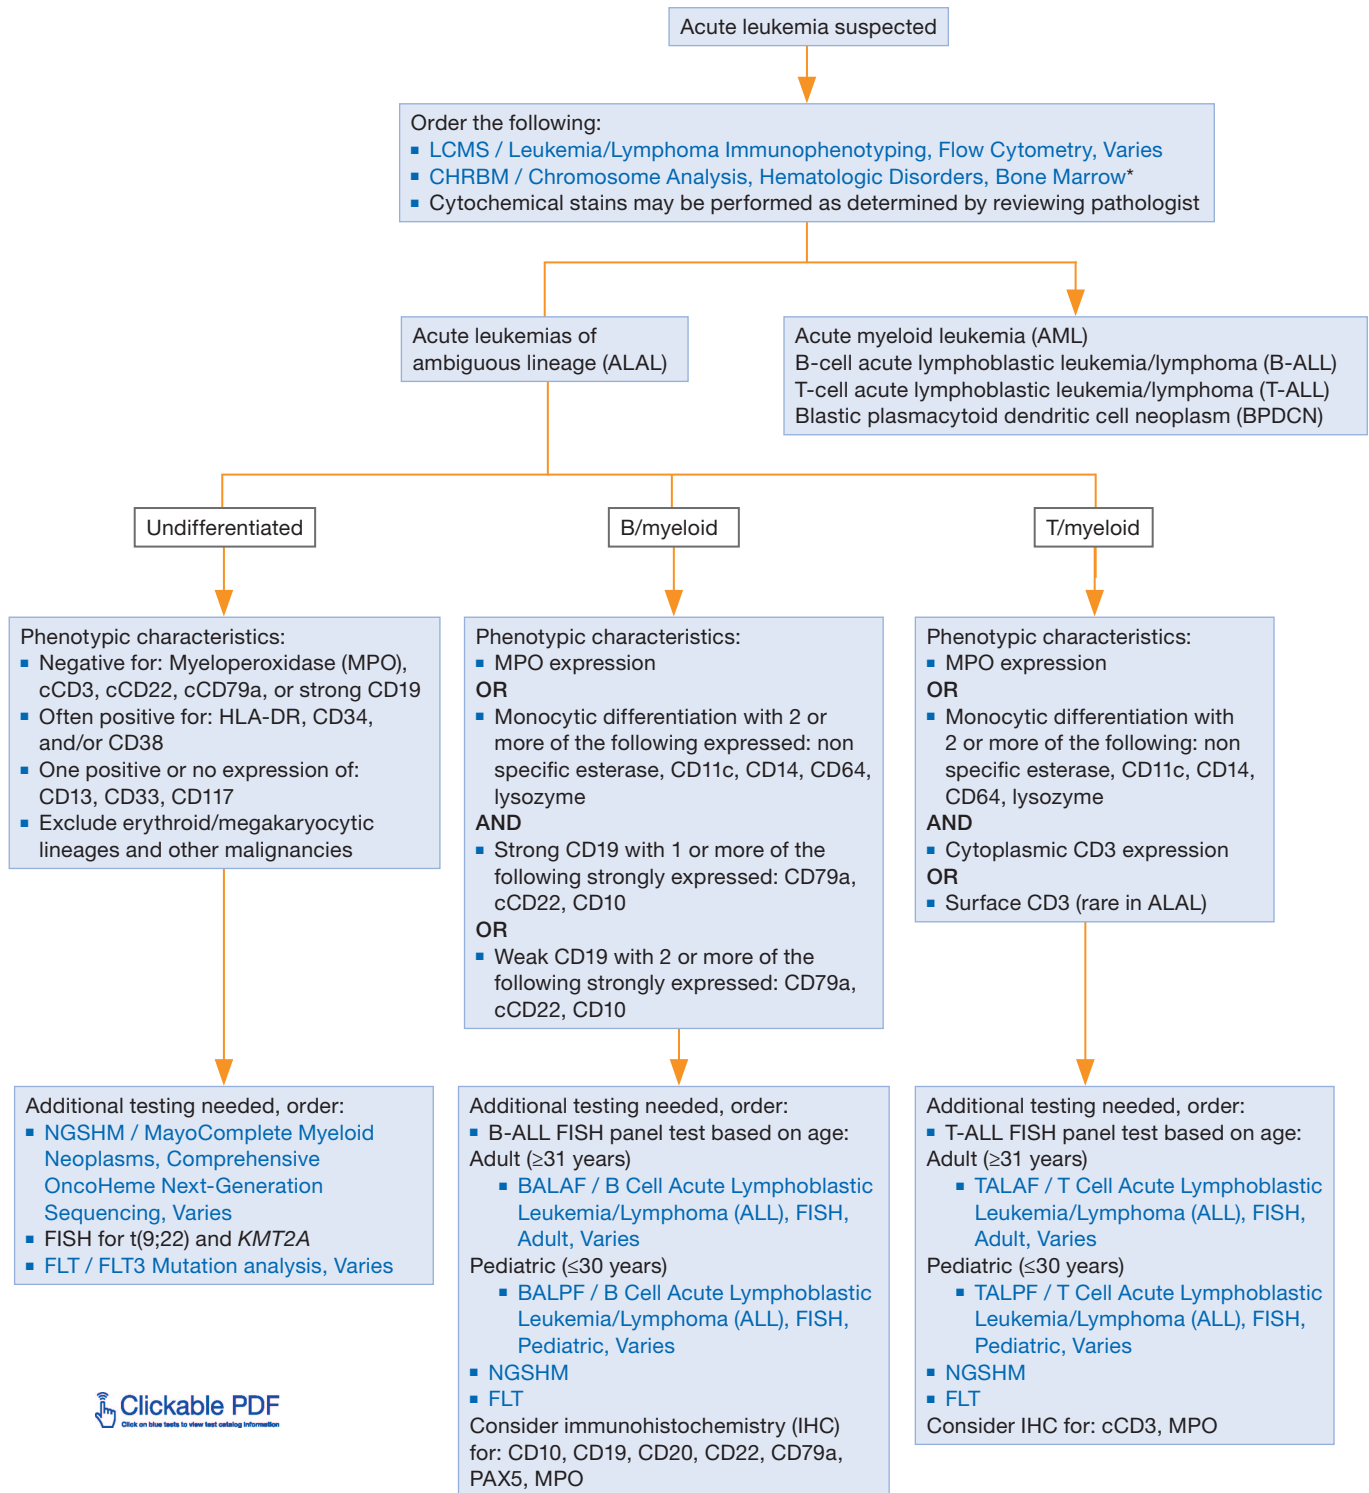 Acute leukemia suspected
Order the following:
▪ LCMS / Leukemia/Lymphoma Immunophenotyping, Flow Cytometry, Varies
▪ CHRBM / Chromosome Analysis, Hematologic Disorders, Bone Marrow*
▪ Cytochemical stains may be performed as determined by reviewing pathologist
Acute leukemias of
ambiguous lineage (ALAL)
Acute myeloid leukemia (AML)
B-cell acute lymphoblastic leukemia/lymphoma (B-ALL)
T-cell acute lymphoblastic leukemia/lymphoma (T-ALL)
Blastic plasmacytoid dendritic cell neoplasm (BPDCN)
Undifferentiated
B/myeloid
T/myeloid
Phenotypic characteristics:
▪ Negative for: Myeloperoxidase (MPO),
cCD3, cCD22, cCD79a, or strong CD19
▪ Often positive for: HLA-DR, CD34,
and/or CD38
▪ One positive or no expression of:
CD13, CD33, CD117
▪ Exclude erythroid/megakaryocytic
lineages and other malignancies
Phenotypic characteristics:
▪ MPO expression
OR
▪ Monocytic differentiation with 2 or
more of the following expressed: non
specific esterase, CD11c, CD14, CD64,
lysozyme
AND
▪ Strong CD19 with 1 or more of the
following strongly expressed: CD79a,
cCD22, CD10
OR
▪ Weak CD19 with 2 or more of the
following strongly expressed: CD79a,
cCD22, CD10
Phenotypic characteristics:
▪ MPO expression
OR
▪ Monocytic differentiation with
2 or more of the following: non
specific esterase, CD11c, CD14,
CD64, lysozyme
AND
▪ Cytoplasmic CD3 expression
OR
▪ Surface CD3 (rare in ALAL)
Additional testing needed, order:
▪ NGSHM / MayoComplete Myeloid
Neoplasms, Comprehensive
OncoHeme Next-Generation
Sequencing, Varies
▪ FISH for t(9;22) and KMT2A
▪ FLT / FLT3 Mutation analysis, Varies
Additional testing needed, order:
▪ B-ALL FISH panel test based on age:
Adult (≥31 years)
▪ BALAF / B Cell Acute Lymphoblastic
Leukemia/Lymphoma (ALL), FISH,
Adult, Varies
Pediatric (≤30 years)
▪ BALPF / B Cell Acute Lymphoblastic
Leukemia/Lymphoma (ALL), FISH,
Pediatric, Varies
▪ NGSHM
▪ FLT
Consider immunohistochemistry (IHC)
for: CD10, CD19, CD20, CD22, CD79a,
PAX5, MPO
Additional testing needed, order:
▪ T-ALL FISH panel test based on age:
Adult (≥31 years)
▪ TALAF / T Cell Acute Lymphoblastic
Leukemia/Lymphoma (ALL), FISH,
Adult, Varies
Pediatric (≤30 years)
▪ TALPF / T Cell Acute Lymphoblastic
Leukemia/Lymphoma (ALL), FISH,
Pediatric, Varies
▪ NGSHM
▪ FLT
Consider IHC for: cCD3, MPO
Clickable PDF
Click on blue tests to view test catalog information